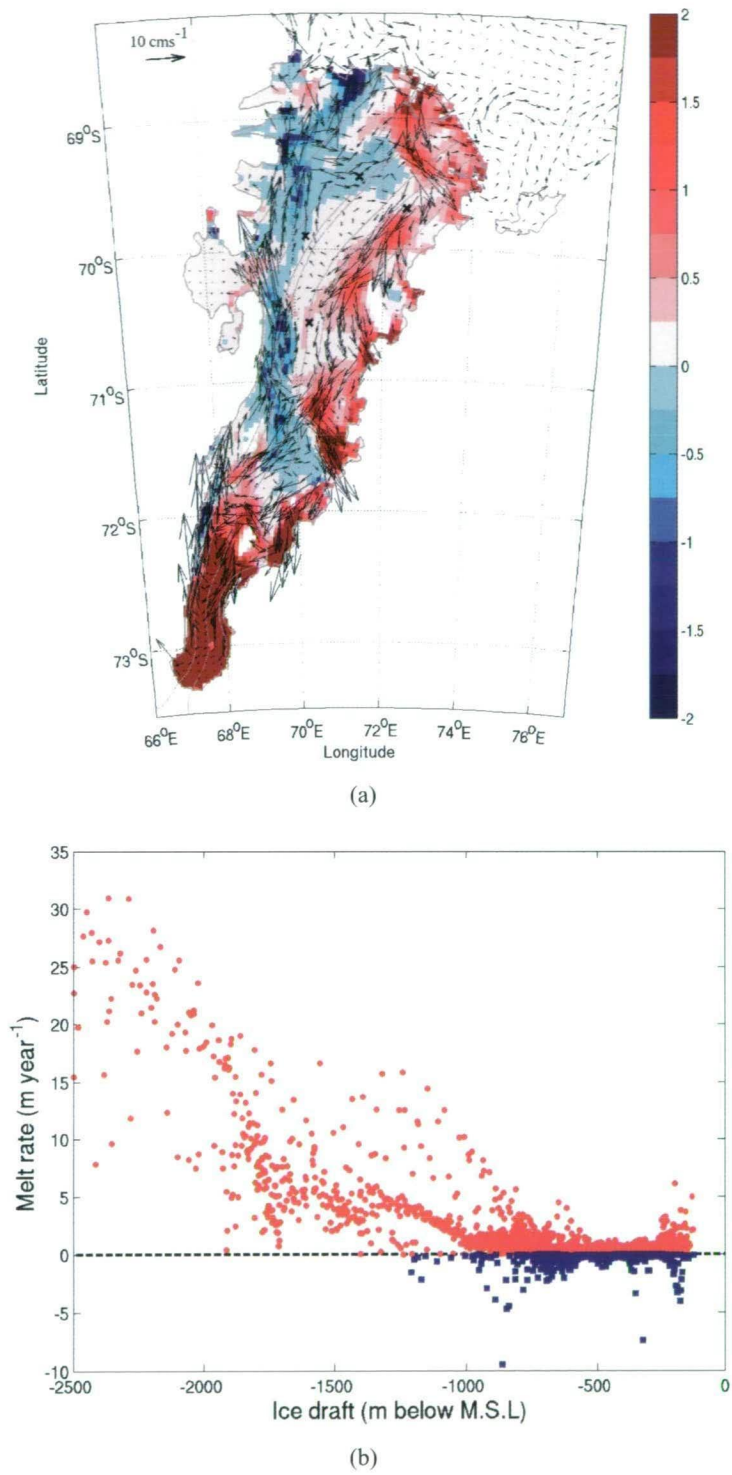 10 cms-1
69°S
70°S
71°S
72°S
73°S
Latitude
66°E 68°E 70°E 72°E 74°E 76°E
Longitude
2
1.5
1
0.5
0
-0.5
-1
-1.5
-2
(a)
35
30
25
20
15
10
5
0
-5
-10
Melt rate (m year-1)
-2500 -2000 -1500 -1000 -500 0
Ice draft (m below M.S.L)
(b)